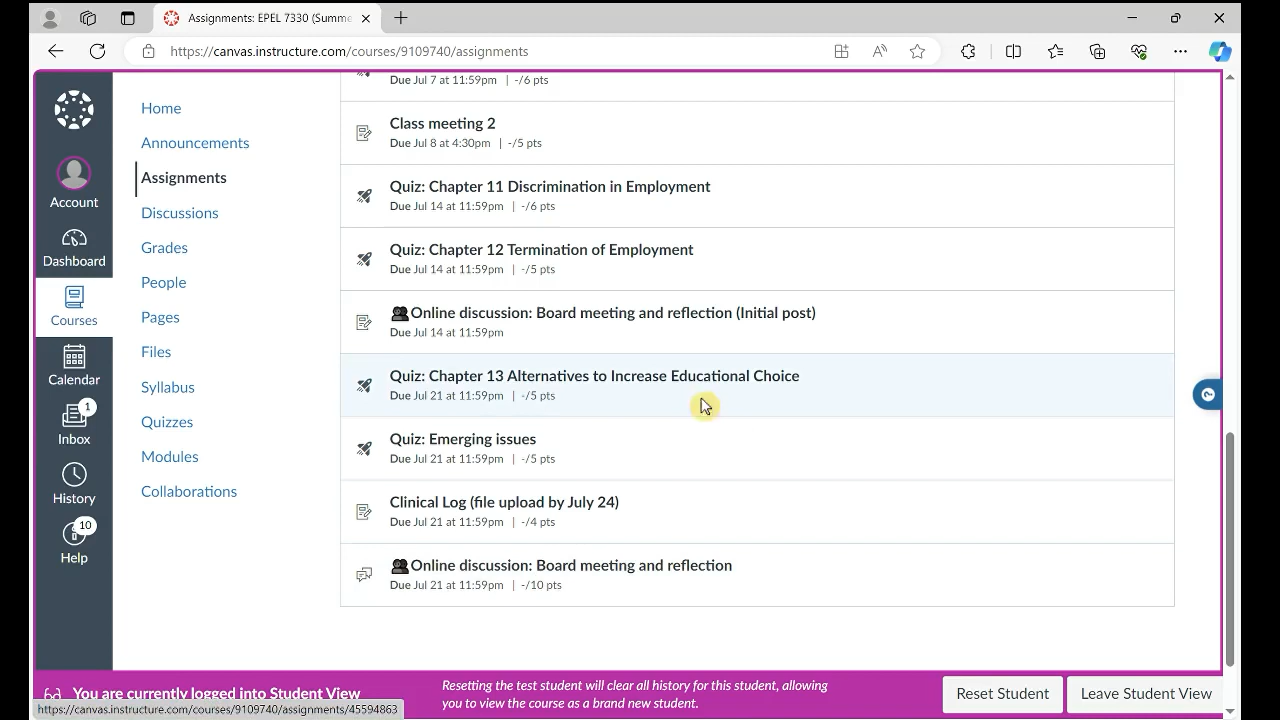 Assignments: EPEL 7330 (Summe
https://canvas.instructure.com/courses/9109740/assignments
Account
Dashboard
Courses
Calendar
1
Inbox
History
10
Help
Home
Announcements
Assignments
Discussions
Grades
People
Pages
Files
Syllabus
Quizzes
Modules
Collaborations
Due Jul 7 at 11:59pm | -/6 pts
Class meeting 2
Due Jul 8 at 4:30pm | -/5 pts
Quiz: Chapter 11 Discrimination in Employment
Due Jul 14 at 11:59pm | -/6 pts
Quiz: Chapter 12 Termination of Employment
Due Jul 14 at 11:59pm | -/5 pts
Online discussion: Board meeting and reflection (Initial post)
Due Jul 14 at 11:59pm
Quiz: Chapter 13 Alternatives to Increase Educational Choice
Due Jul 21 at 11:59pm | -/5 pts
Quiz: Emerging issues
Due Jul 21 at 11:59pm | -/5 pts
Clinical Log (file upload by July 24)
Due Jul 21 at 11:59pm | -/4 pts
Online discussion: Board meeting and reflection
Due Jul 21 at 11:59pm | -/10 pts
You are currently logged into Student View
Resetting the test student will clear all history for this student, allowing
you to view the course as a brand new student.
Reset Student
Leave Student View
https://canvas.instructure.com/courses/9109740/assignments/45594863